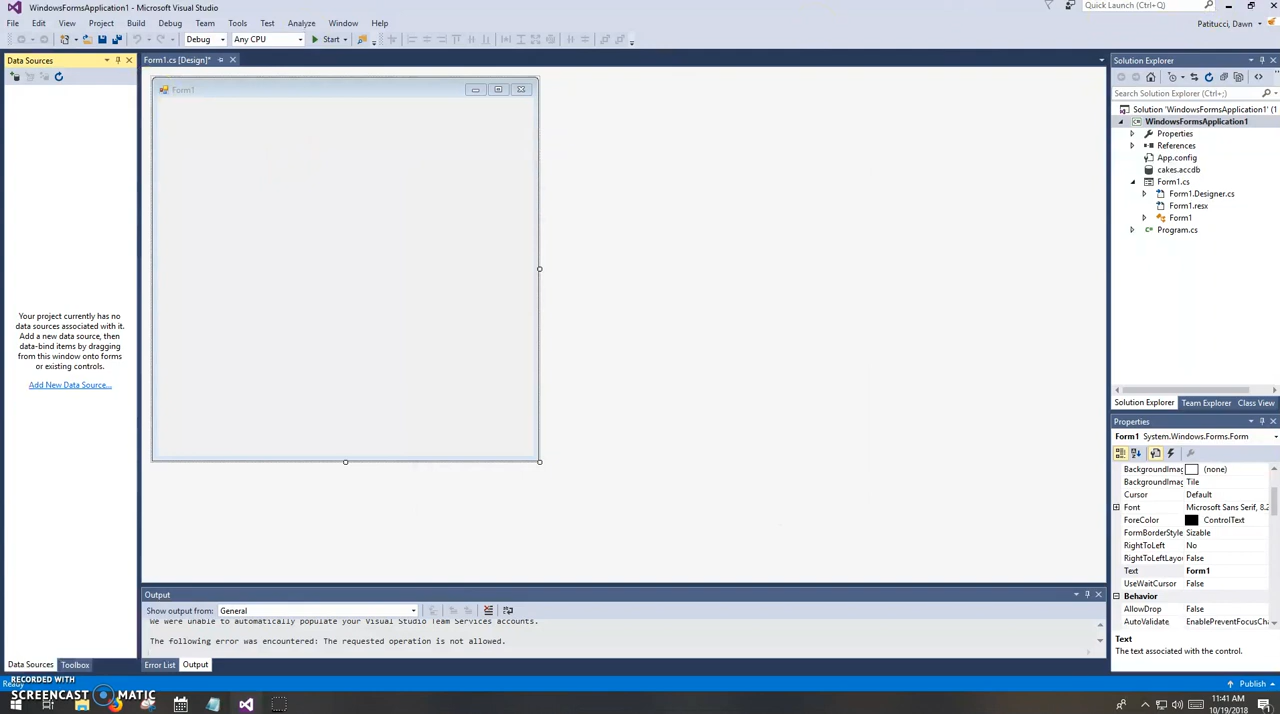 WindowsFormsApplication1 - Microsoft Visual Studio
Quick Launch (Ctrl+;)
File Edit View Project Build Debug Team Tools Test Analyze Window Help
Patitucci, Dawn
Debug Any CPU Start
Data Sources
Form1.cs [Design]*
Solution Explorer
Form1
Search Solution Explorer (Ctrl+;)
Solution 'WindowsFormsApplication1' (1
WindowsFormsApplication1
Properties
References
App.config
cakes.accdb
Form1.cs
Form1.Designer.cs
Form1.resx
Form1
Program.cs
Your project currently has no
data sources associated with it.
Add a new data source, then
data-bind items by dragging
from this window onto forms
or existing controls.
Add New Data Source...
Solution Explorer Team Explorer Class View
Properties
Form1 System.Windows.Forms.Form
BackgroundImag (none)
BackgroundImag Tile
Cursor Default
Font Microsoft Sans Serif, 8.2
ForeColor ControlText
FormBorderStyle Sizable
RightToLeft No
RightToLeftLayou False
Text Form1
UseWaitCursor False
Behavior
AllowDrop False
AutoValidate EnablePreventFocusCha
Text
The text associated with the control.
Output
Show output from: General
We were unable to automatically populate your Visual Studio Team Services accounts.
The following error was encountered: The requested operation is not allowed.
Data Sources Toolbox
Error List Output
Ready
Publish
RECORDED WITH
SCREENCAST MATIC
11:41 AM
10/19/2018